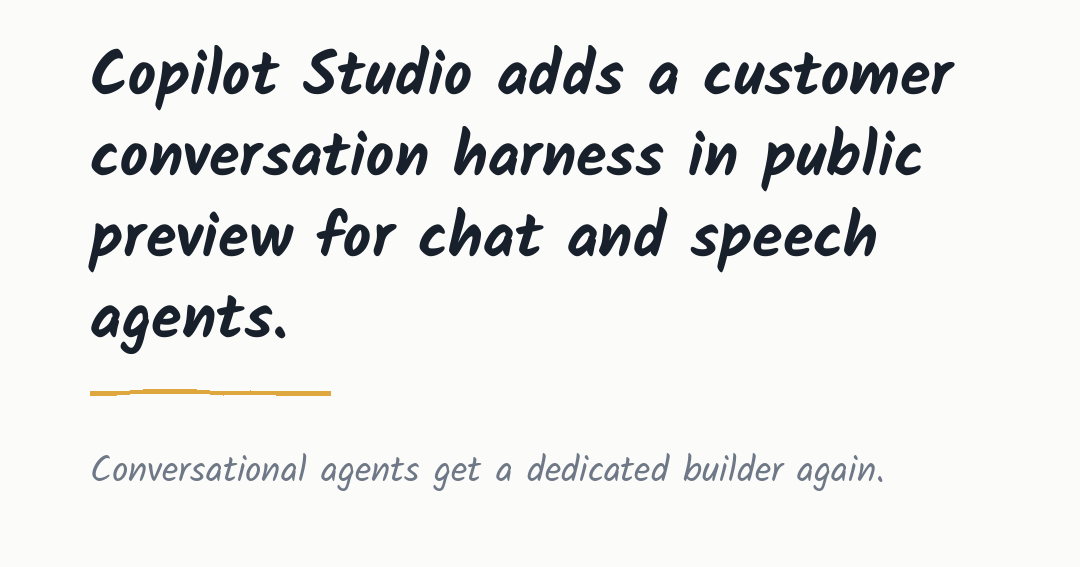 Copilot Studio adds a customer
conversation harness in public
preview for chat and speech
agents.
Conversational agents get a dedicated builder again.